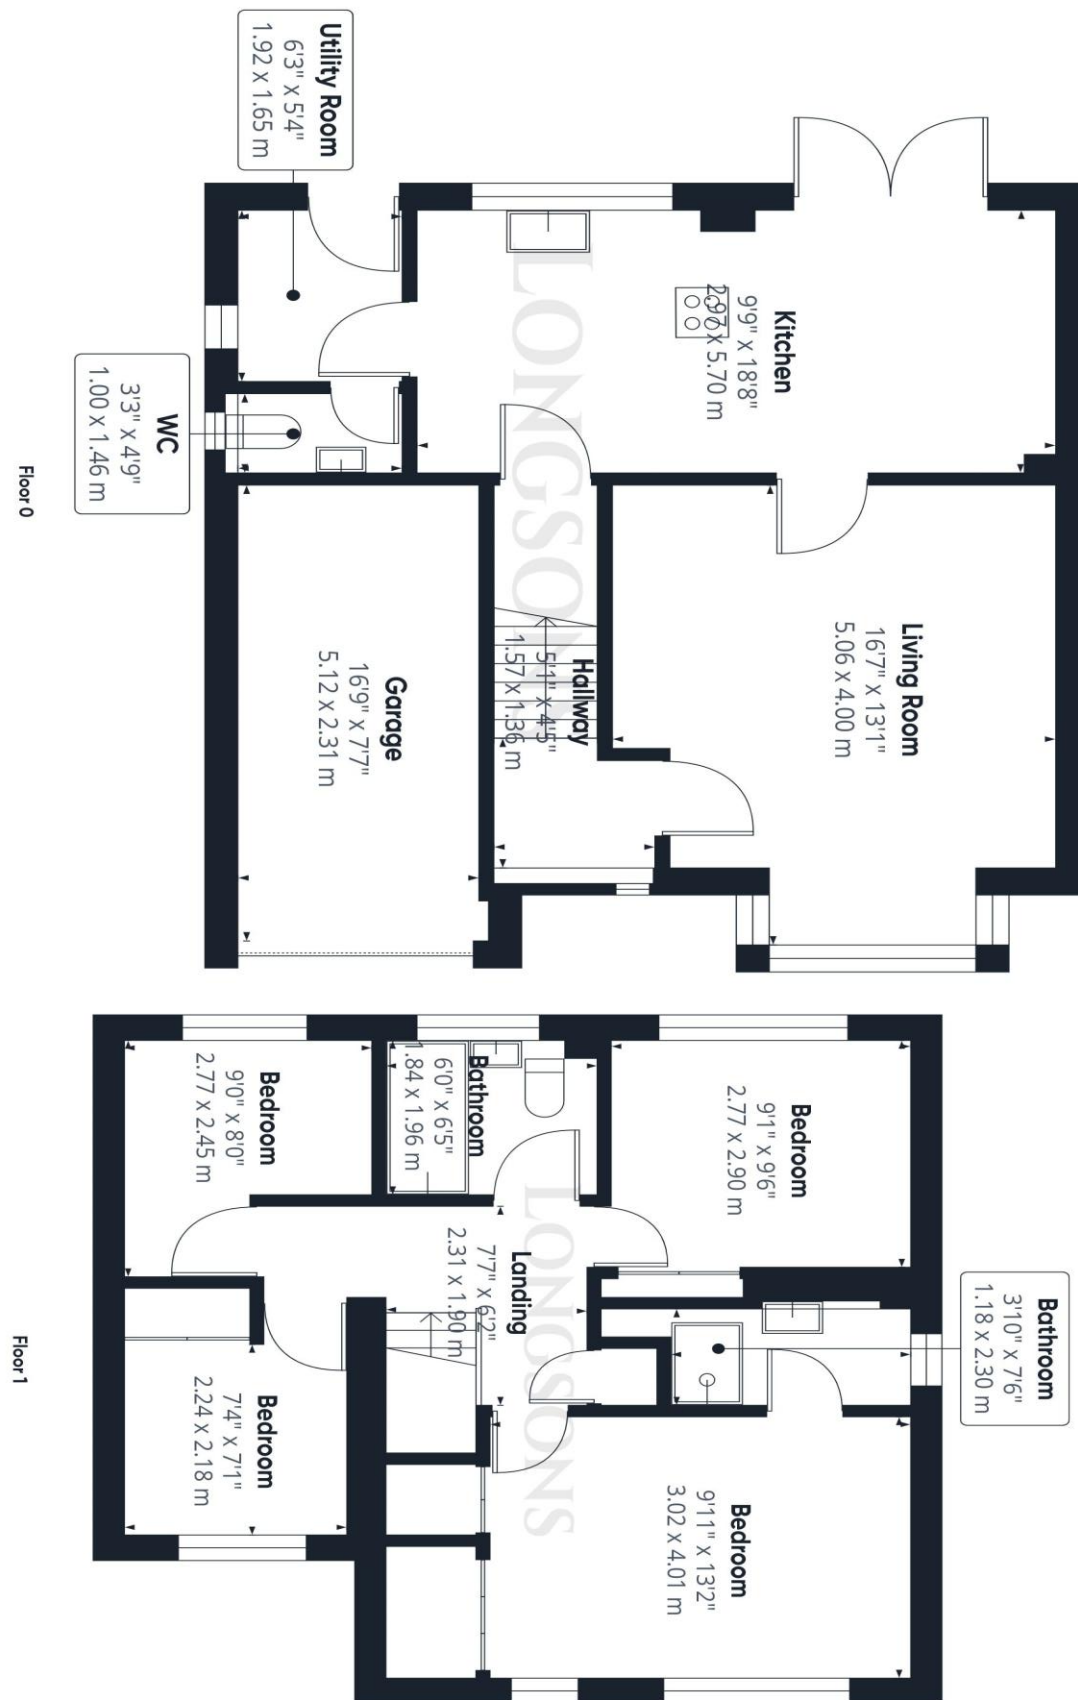 Utility Room
6'3" x 5'4"
1.92 x 1.65 m
WC
3'3" x 4'9"
1.00 x 1.46 m
Kitchen
9'9" x 18'8"
2.97 x 5.70 m
Living Room
16'7" x 13'1"
5.06 x 4.00 m
Hallway
5'1" x 4'5"
1.57 x 1.36 m
Garage
16'9" x 7'7"
5.12 x 2.31 m
LONGSONS
Floor 0
Bedroom
9'0" x 8'0"
2.77 x 2.45 m
Bathroom
6'0" x 6'5"
1.84 x 1.96 m
Bedroom
9'1" x 9'6"
2.77 x 2.90 m
Landing
7'7" x 6'2"
2.31 x 1.90 m
Bathroom
3'10" x 7'6"
1.18 x 2.30 m
Bedroom
7'4" x 7'1"
2.24 x 2.18 m
Bedroom
9'11" x 13'2"
3.02 x 4.01 m
LONGSONS
Floor 1